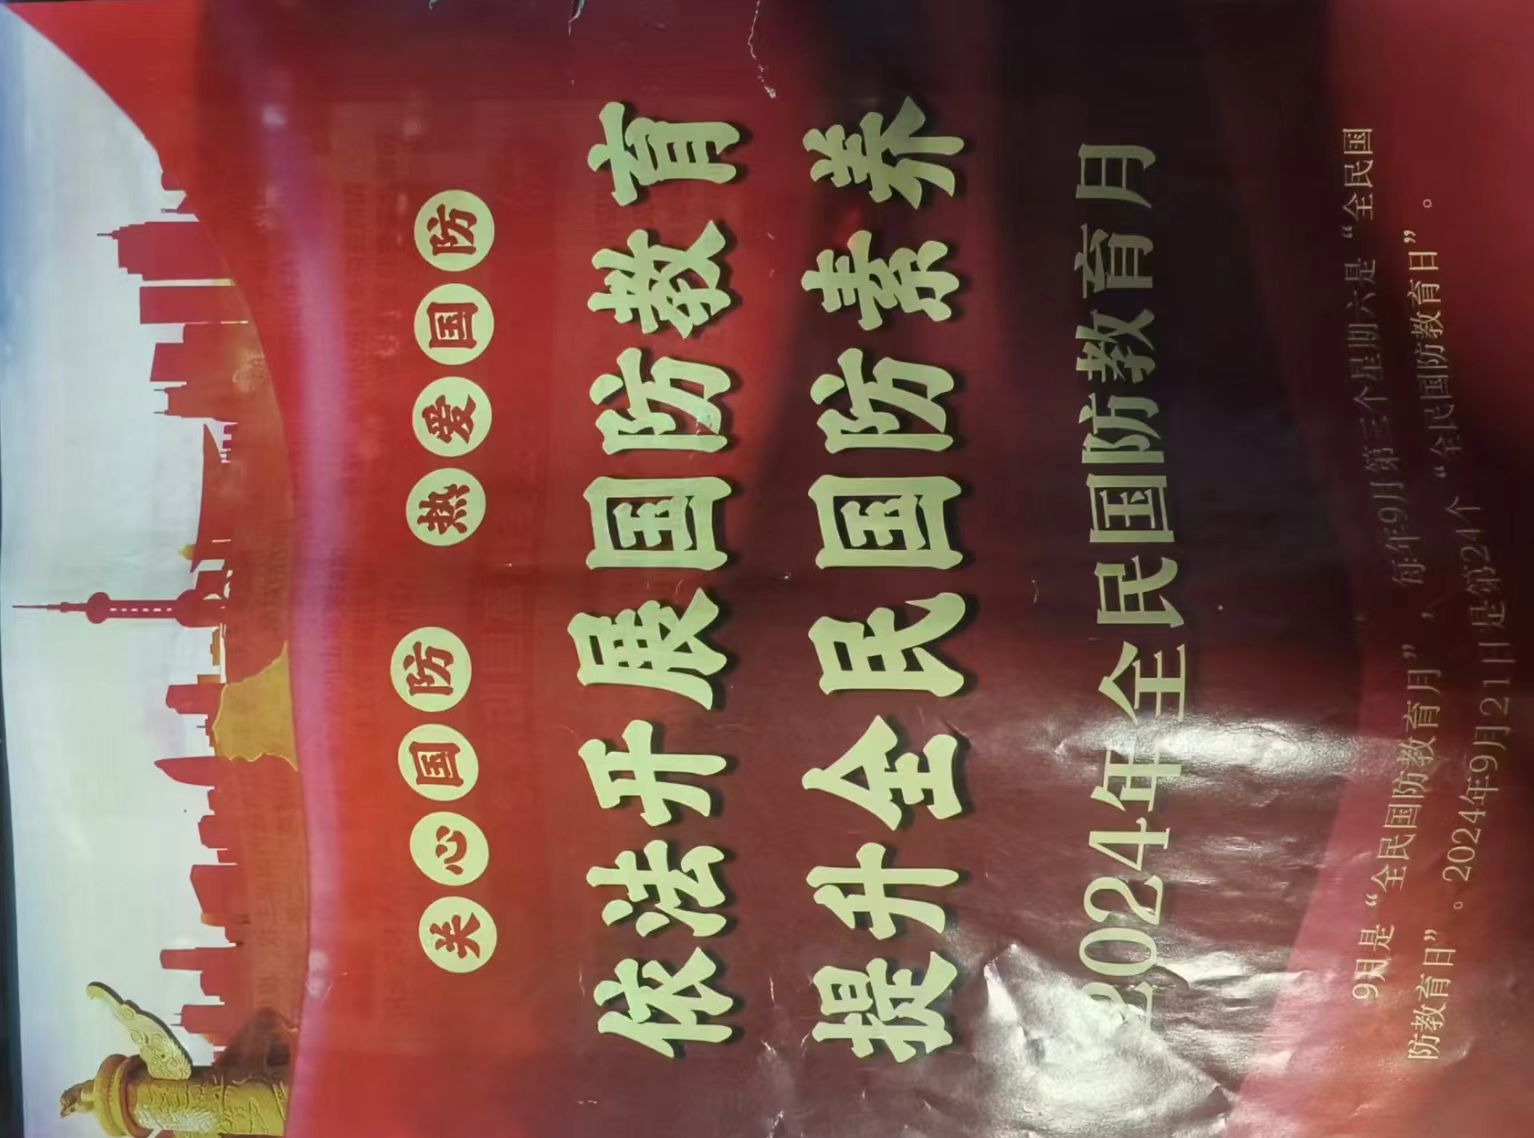 关心国防 热爱国防
依法开展国防教育
提升全民国防素养
2024年全民国防教育月
9月是“全民国防教育月”，每年9月第三个星期六是“全民国
防教育日”。2024年9月21日是第24个“全民国防教育日”。